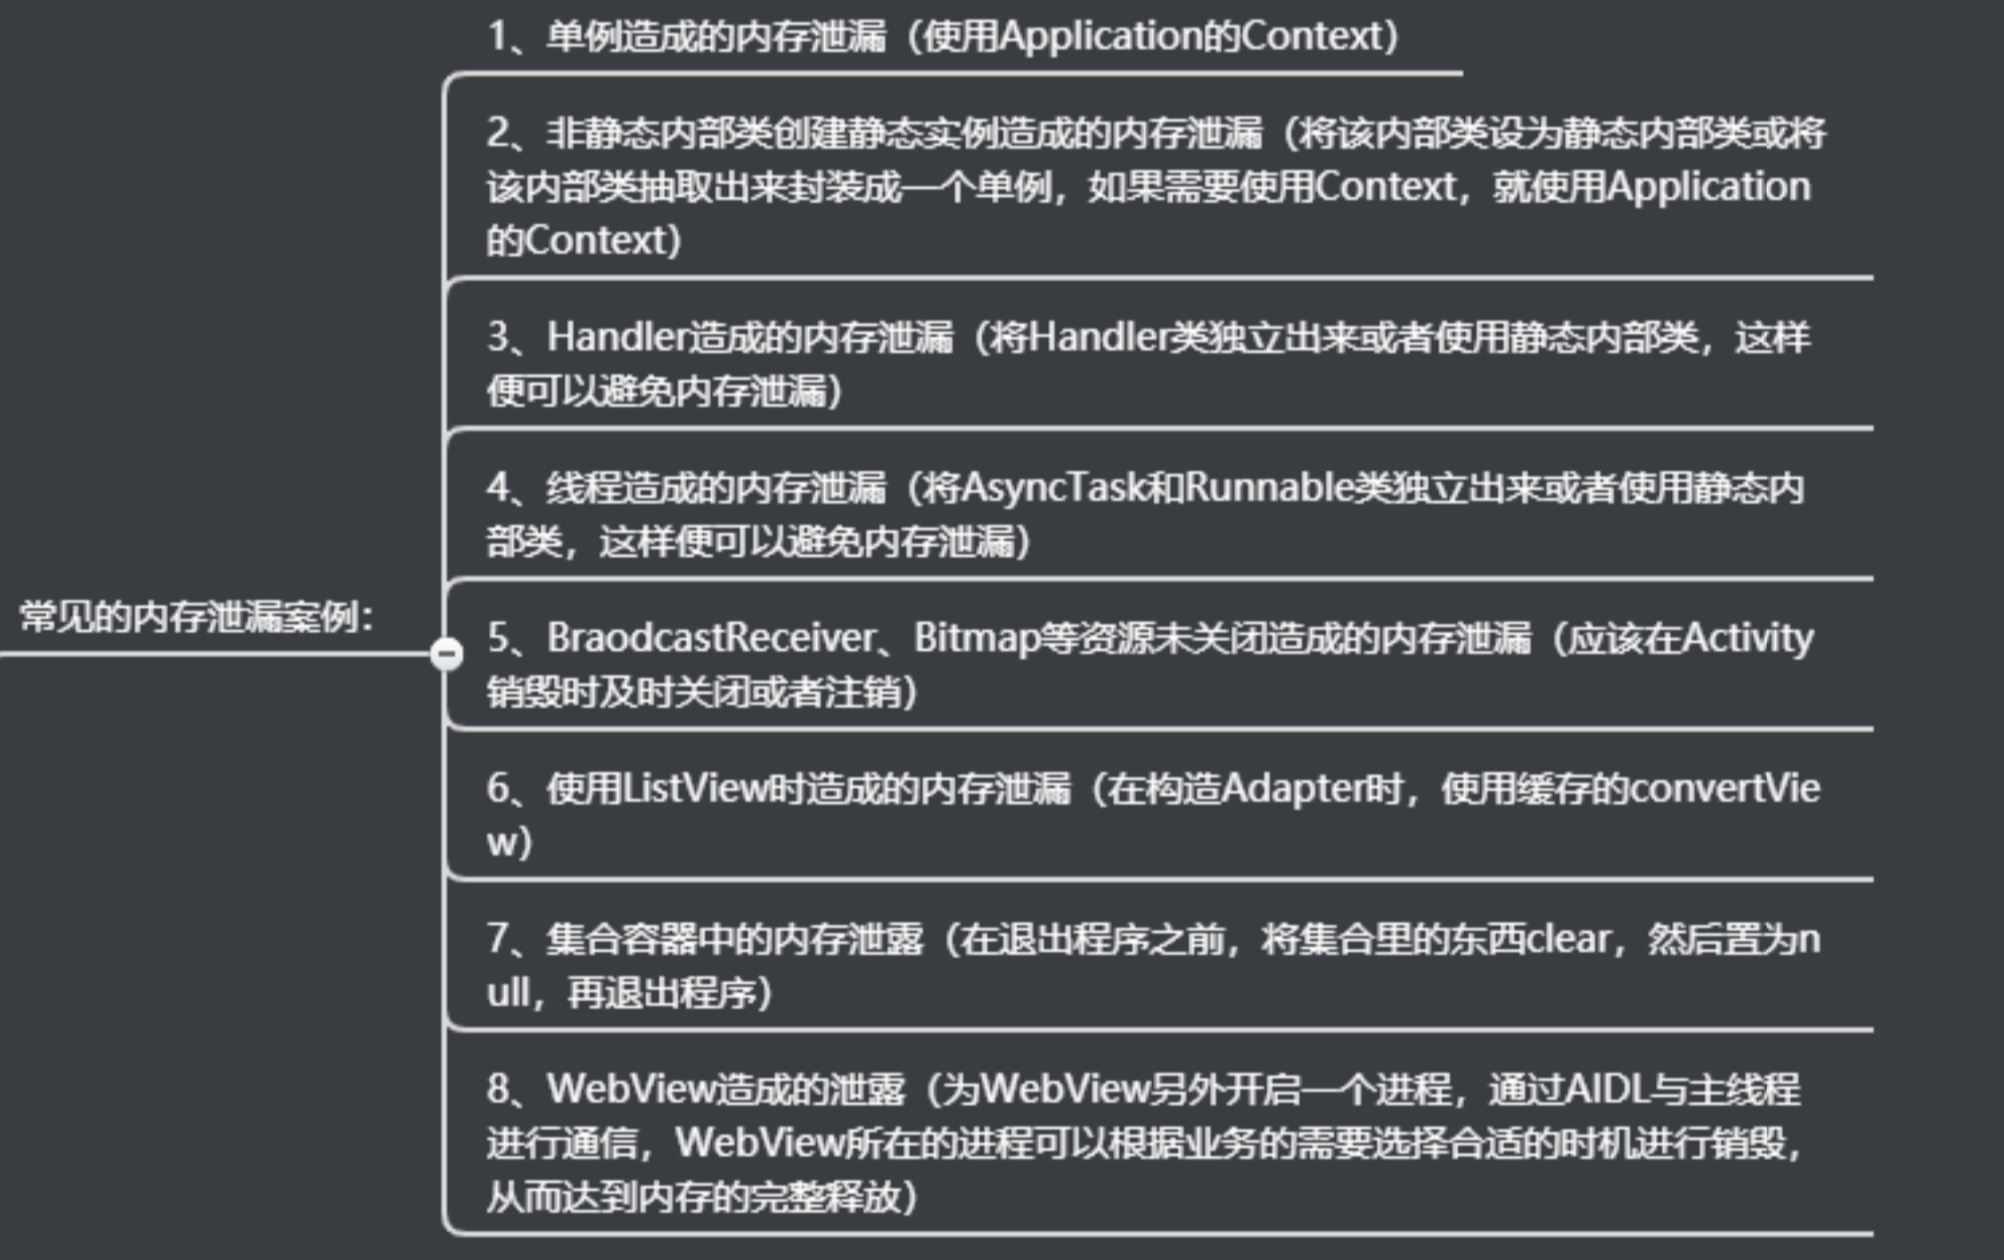 1、单例造成的内存泄漏（使用Application的Context）
2、非静态内部类创建静态实例造成的内存泄漏（将该内部类设为静态内部类或将
该内部类抽取出来封装成一个单例，如果需要使用Context，就使用Application
的Context）
3、Handler造成的内存泄漏（将Handler类独立出来或者使用静态内部类，这样
便可以避免内存泄漏）
4、线程造成的内存泄漏（将AsyncTask和Runnable类独立出来或者使用静态内
部类，这样便可以避免内存泄漏）
常见的内存泄漏案例：
5、BraodcastReceiver、Bitmap等资源未关闭造成的内存泄漏（应该在Activity
销毁时及时关闭或者注销）
6、使用ListView时造成的内存泄漏（在构造Adapter时，使用缓存的convertVie
w）
7、集合容器中的内存泄露（在退出程序之前，将集合里的东西clear，然后置为n
ull，再退出程序）
8、WebView造成的泄露（为WebView另外开启一个进程，通过AIDL与主线程
进行通信，WebView所在的进程可以根据业务的需要选择合适的时机进行销毁，
从而达到内存的完整释放）